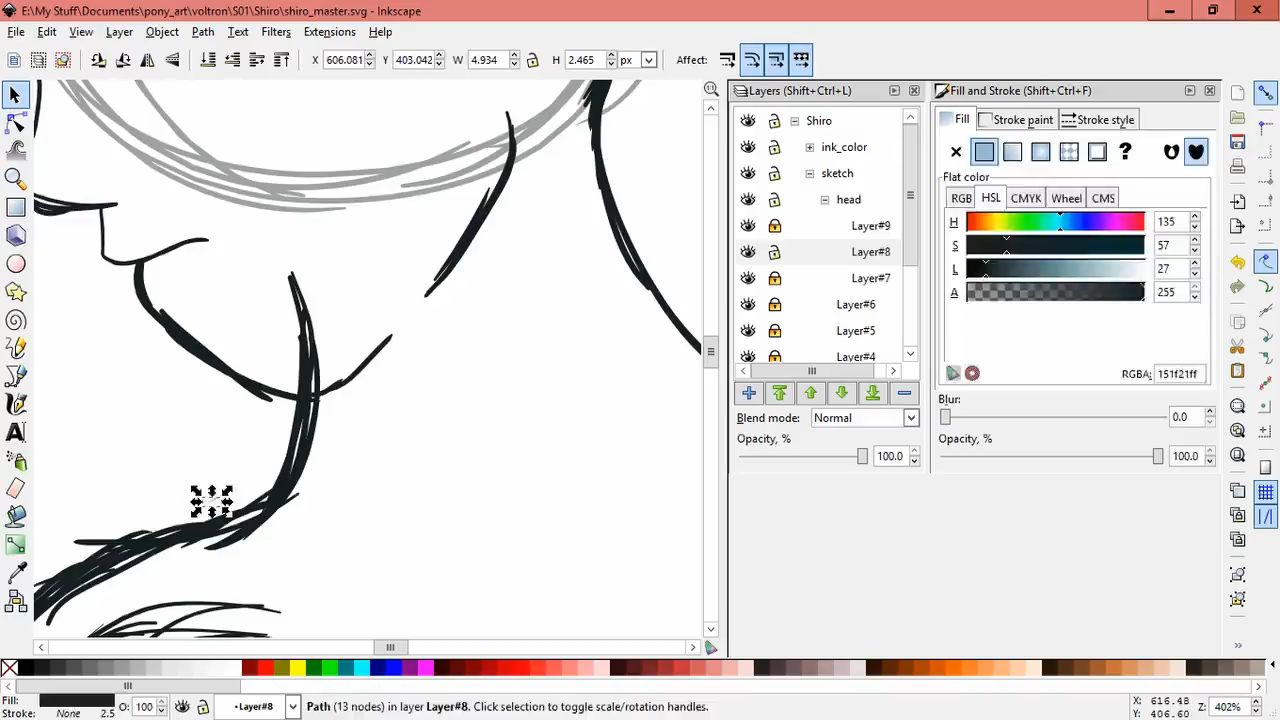 E:\My Stuff\Documents\pony_art\voltron\S01\Shiro\shiro_master.svg - Inkscape
File Edit View Layer Object Path Text Filters Extensions Help
X 606.081 Y 403.042 W 4.934 H 2.465 px Affect:
Layers (Shift+Ctrl+L)
Fill and Stroke (Shift+Ctrl+F)
Shiro
ink_color
sketch
head
Layer#9
Layer#8
Layer#7
Layer#6
Layer#5
Layer#4
Blend mode: Normal
Opacity, %
100.0
Fill Stroke paint Stroke style
?
Flat color
RGB HSL CMYK Wheel CMS
H 135
S 57
L 27
A 255
RGBA: 151f21ff
Blur:
0.0
Opacity, %
100.0
Fill:
Stroke: None 2.5
O: 100
•Layer#8
Path (13 nodes) in layer Layer#8. Click selection to toggle scale/rotation handles.
X: 616.48
Y: 406.60
Z: 402%